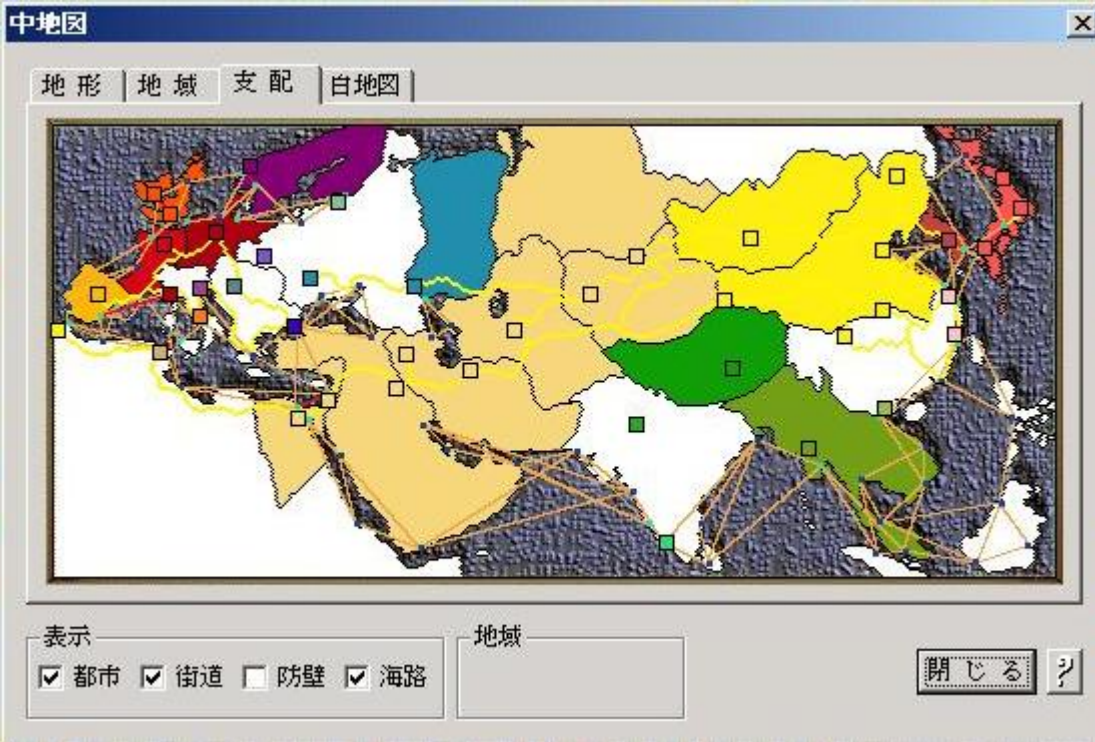 中地図
地形 地域 支配 白地図
表示
都市 街道 防壁 海路
地域
閉じる ?